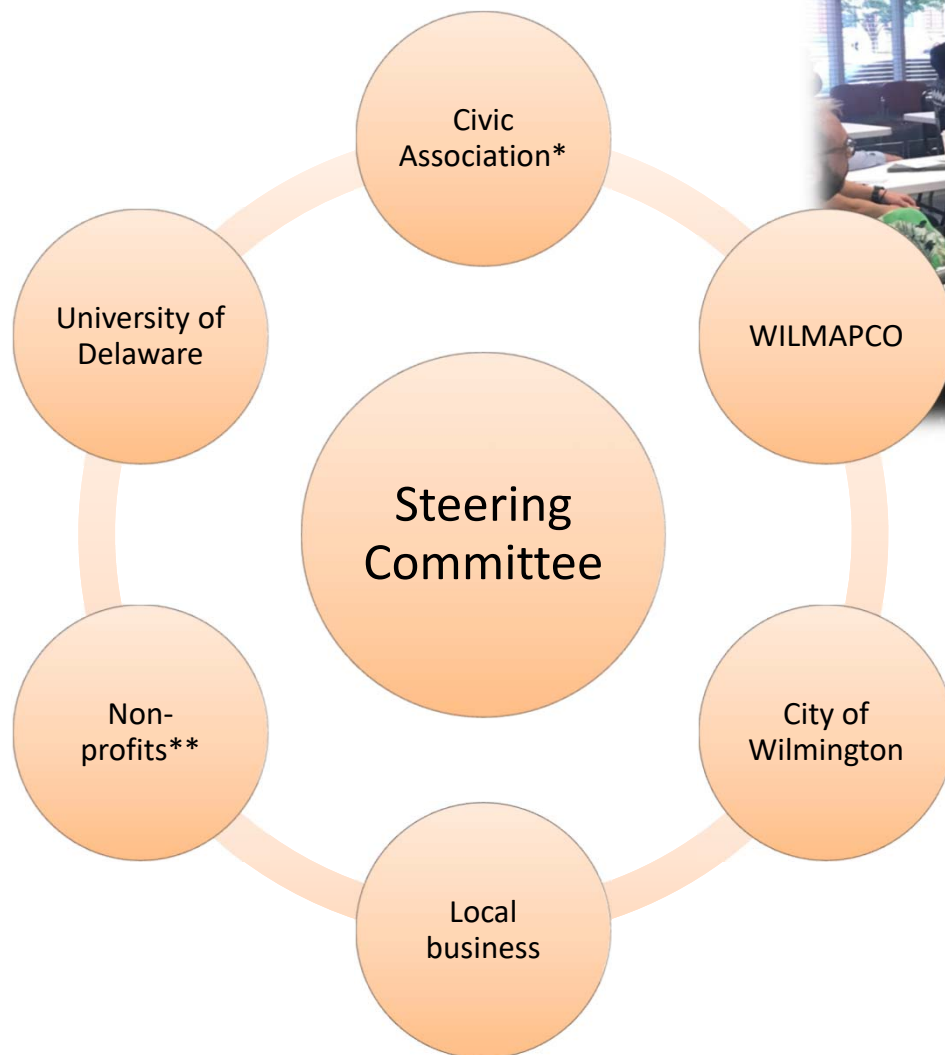 Civic
Association*
WILMAPCO
City of
Wilmington
Local
business
Non-
profits**
University of
Delaware
Steering
Committee